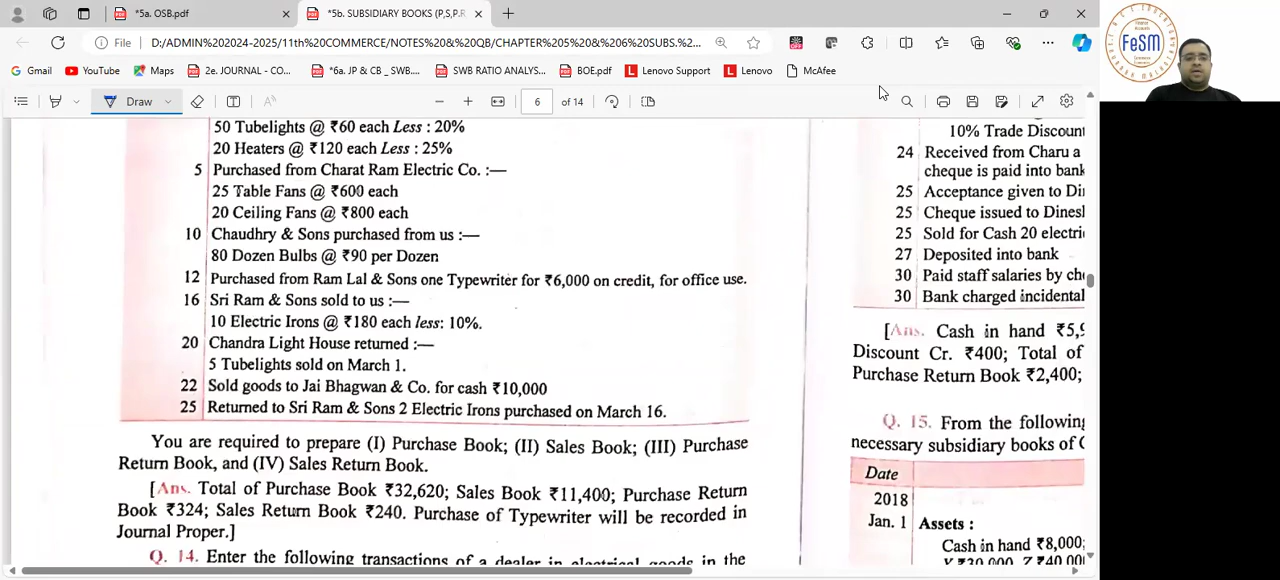 *5a. OSB.pdf
*5b. SUBSIDIARY BOOKS (P,S,P.R
File
D:/ADMIN%202024-2025/11th%20COMMERCE/NOTES%20&%20QB/CHAPTER%205%20&%206%20SUBS.%2...
Gmail
YouTube
Maps
2e. JOURNAL - CO...
*6a. JP & CB _ SWB....
SWB RATIO ANALYS...
BOE.pdf
Lenovo Support
Lenovo
McAfee
Draw
6
of 14
FeSM
50 Tubelights @ ₹60 each Less : 20%
20 Heaters @ ₹120 each Less : 25%
5 Purchased from Charat Ram Electric Co. :—
25 Table Fans @ ₹600 each
20 Ceiling Fans @ ₹800 each
10 Chaudhry & Sons purchased from us :—
80 Dozen Bulbs @ ₹90 per Dozen
12 Purchased from Ram Lal & Sons one Typewriter for ₹6,000 on credit, for office use.
16 Sri Ram & Sons sold to us :—
10 Electric Irons @ ₹180 each less: 10%.
20 Chandra Light House returned :—
5 Tubelights sold on March 1.
22 Sold goods to Jai Bhagwan & Co. for cash ₹10,000
25 Returned to Sri Ram & Sons 2 Electric Irons purchased on March 16.
You are required to prepare (I) Purchase Book; (II) Sales Book; (III) Purchase
Return Book, and (IV) Sales Return Book.
[Ans. Total of Purchase Book ₹32,620; Sales Book ₹11,400; Purchase Return
Book ₹324; Sales Return Book ₹240. Purchase of Typewriter will be recorded in
Journal Proper.]
Q. 14. Enter the following transactions of a dealer in electrical goods in the
10% Trade Discount
24 Received from Charu a
cheque is paid into bank
25 Acceptance given to Di
25 Cheque issued to Dines
25 Sold for Cash 20 electri
27 Deposited into bank
30 Paid staff salaries by ch
30 Bank charged incidental
[Ans. Cash in hand ₹5,9
Discount Cr. ₹400; Total of
Purchase Return Book ₹2,400;
Q. 15. From the following
necessary subsidiary books of
Date
2018
Jan. 1 Assets :
Cash in hand ₹8,000;
Y ₹30,000, Z ₹40,00